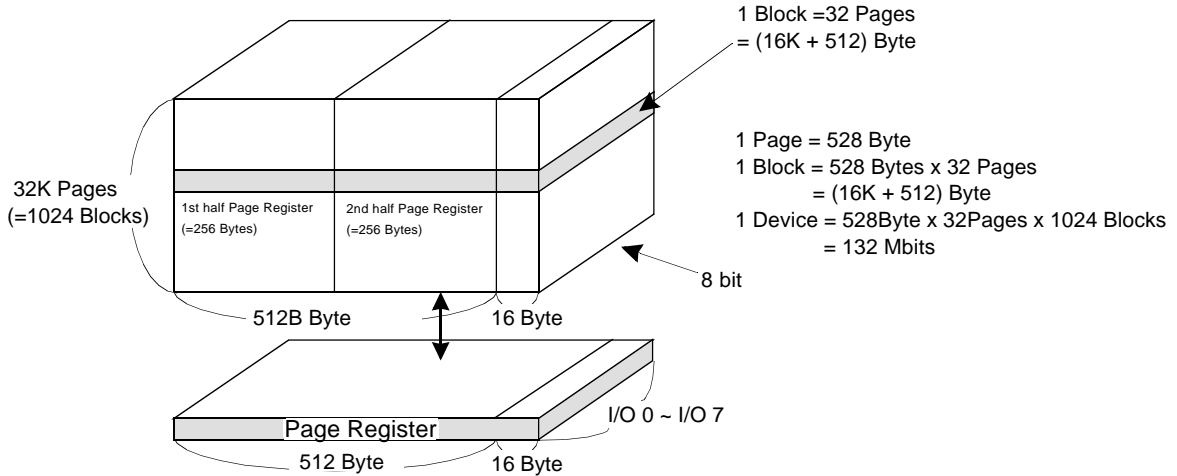 1 Block =32 Pages
= (16K + 512) Byte
1 Page = 528 Byte
1 Block = 528 Bytes x 32 Pages
= (16K + 512) Byte
1 Device = 528Byte x 32Pages x 1024 Blocks
= 132 Mbits
32K Pages
(=1024 Blocks)
1st half Page Register
(=256 Bytes)
2nd half Page Register
(=256 Bytes)
8 bit
512B Byte
16 Byte
I/O 0 ~ I/O 7
Page Register
512 Byte
16 Byte